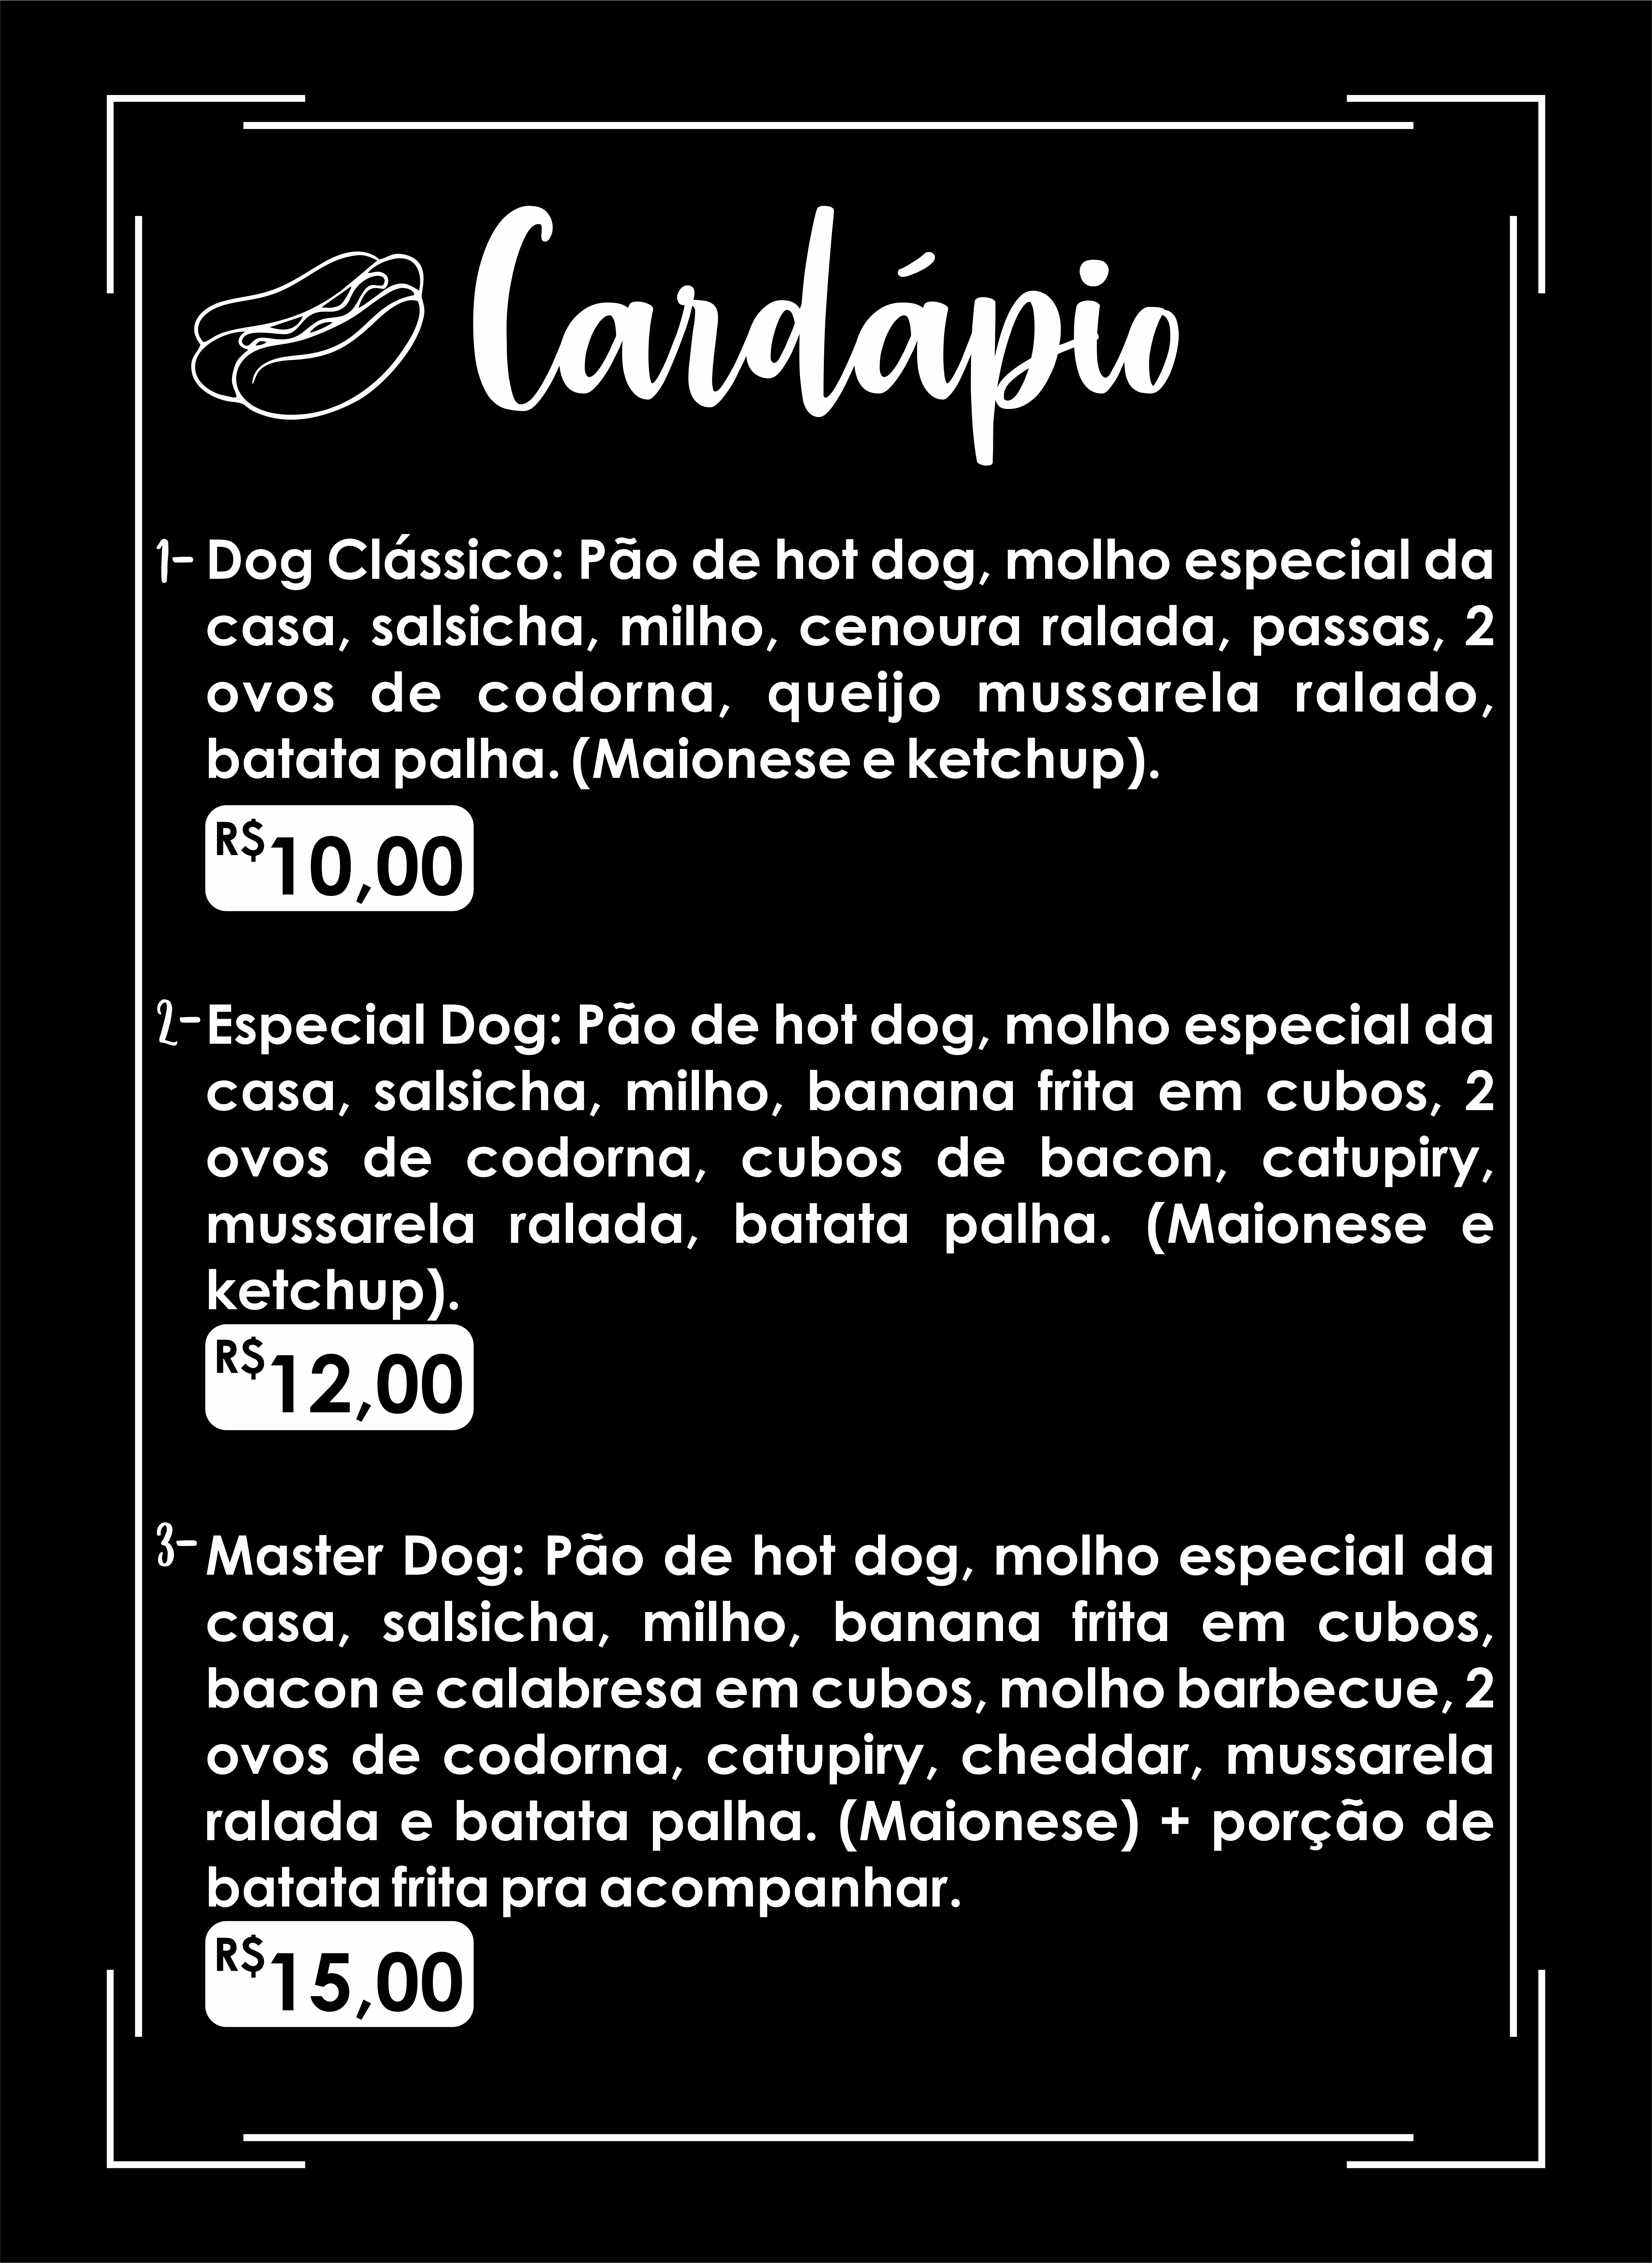 Cardápio
1- Dog Clássico: Pão de hot dog, molho especial da
casa, salsicha, milho, cenoura ralada, passas, 2
ovos de codorna, queijo mussarela ralado,
batata palha. (Maionese e ketchup).
R$10,00
2- Especial Dog: Pão de hot dog, molho especial da
casa, salsicha, milho, banana frita em cubos, 2
ovos de codorna, cubos de bacon, catupiry,
mussarela ralada, batata palha. (Maionese e
ketchup).
R$12,00
3- Master Dog: Pão de hot dog, molho especial da
casa, salsicha, milho, banana frita em cubos,
bacon e calabresa em cubos, molho barbecue, 2
ovos de codorna, catupiry, cheddar, mussarela
ralada e batata palha. (Maionese) + porção de
batata frita pra acompanhar.
R$15,00